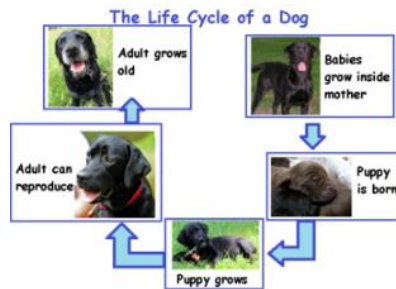 The Life Cycle of a Dog
Adult grows
old
Babies
grow inside
mother
Adult can
reproduce
Puppy
is born
Puppy grows